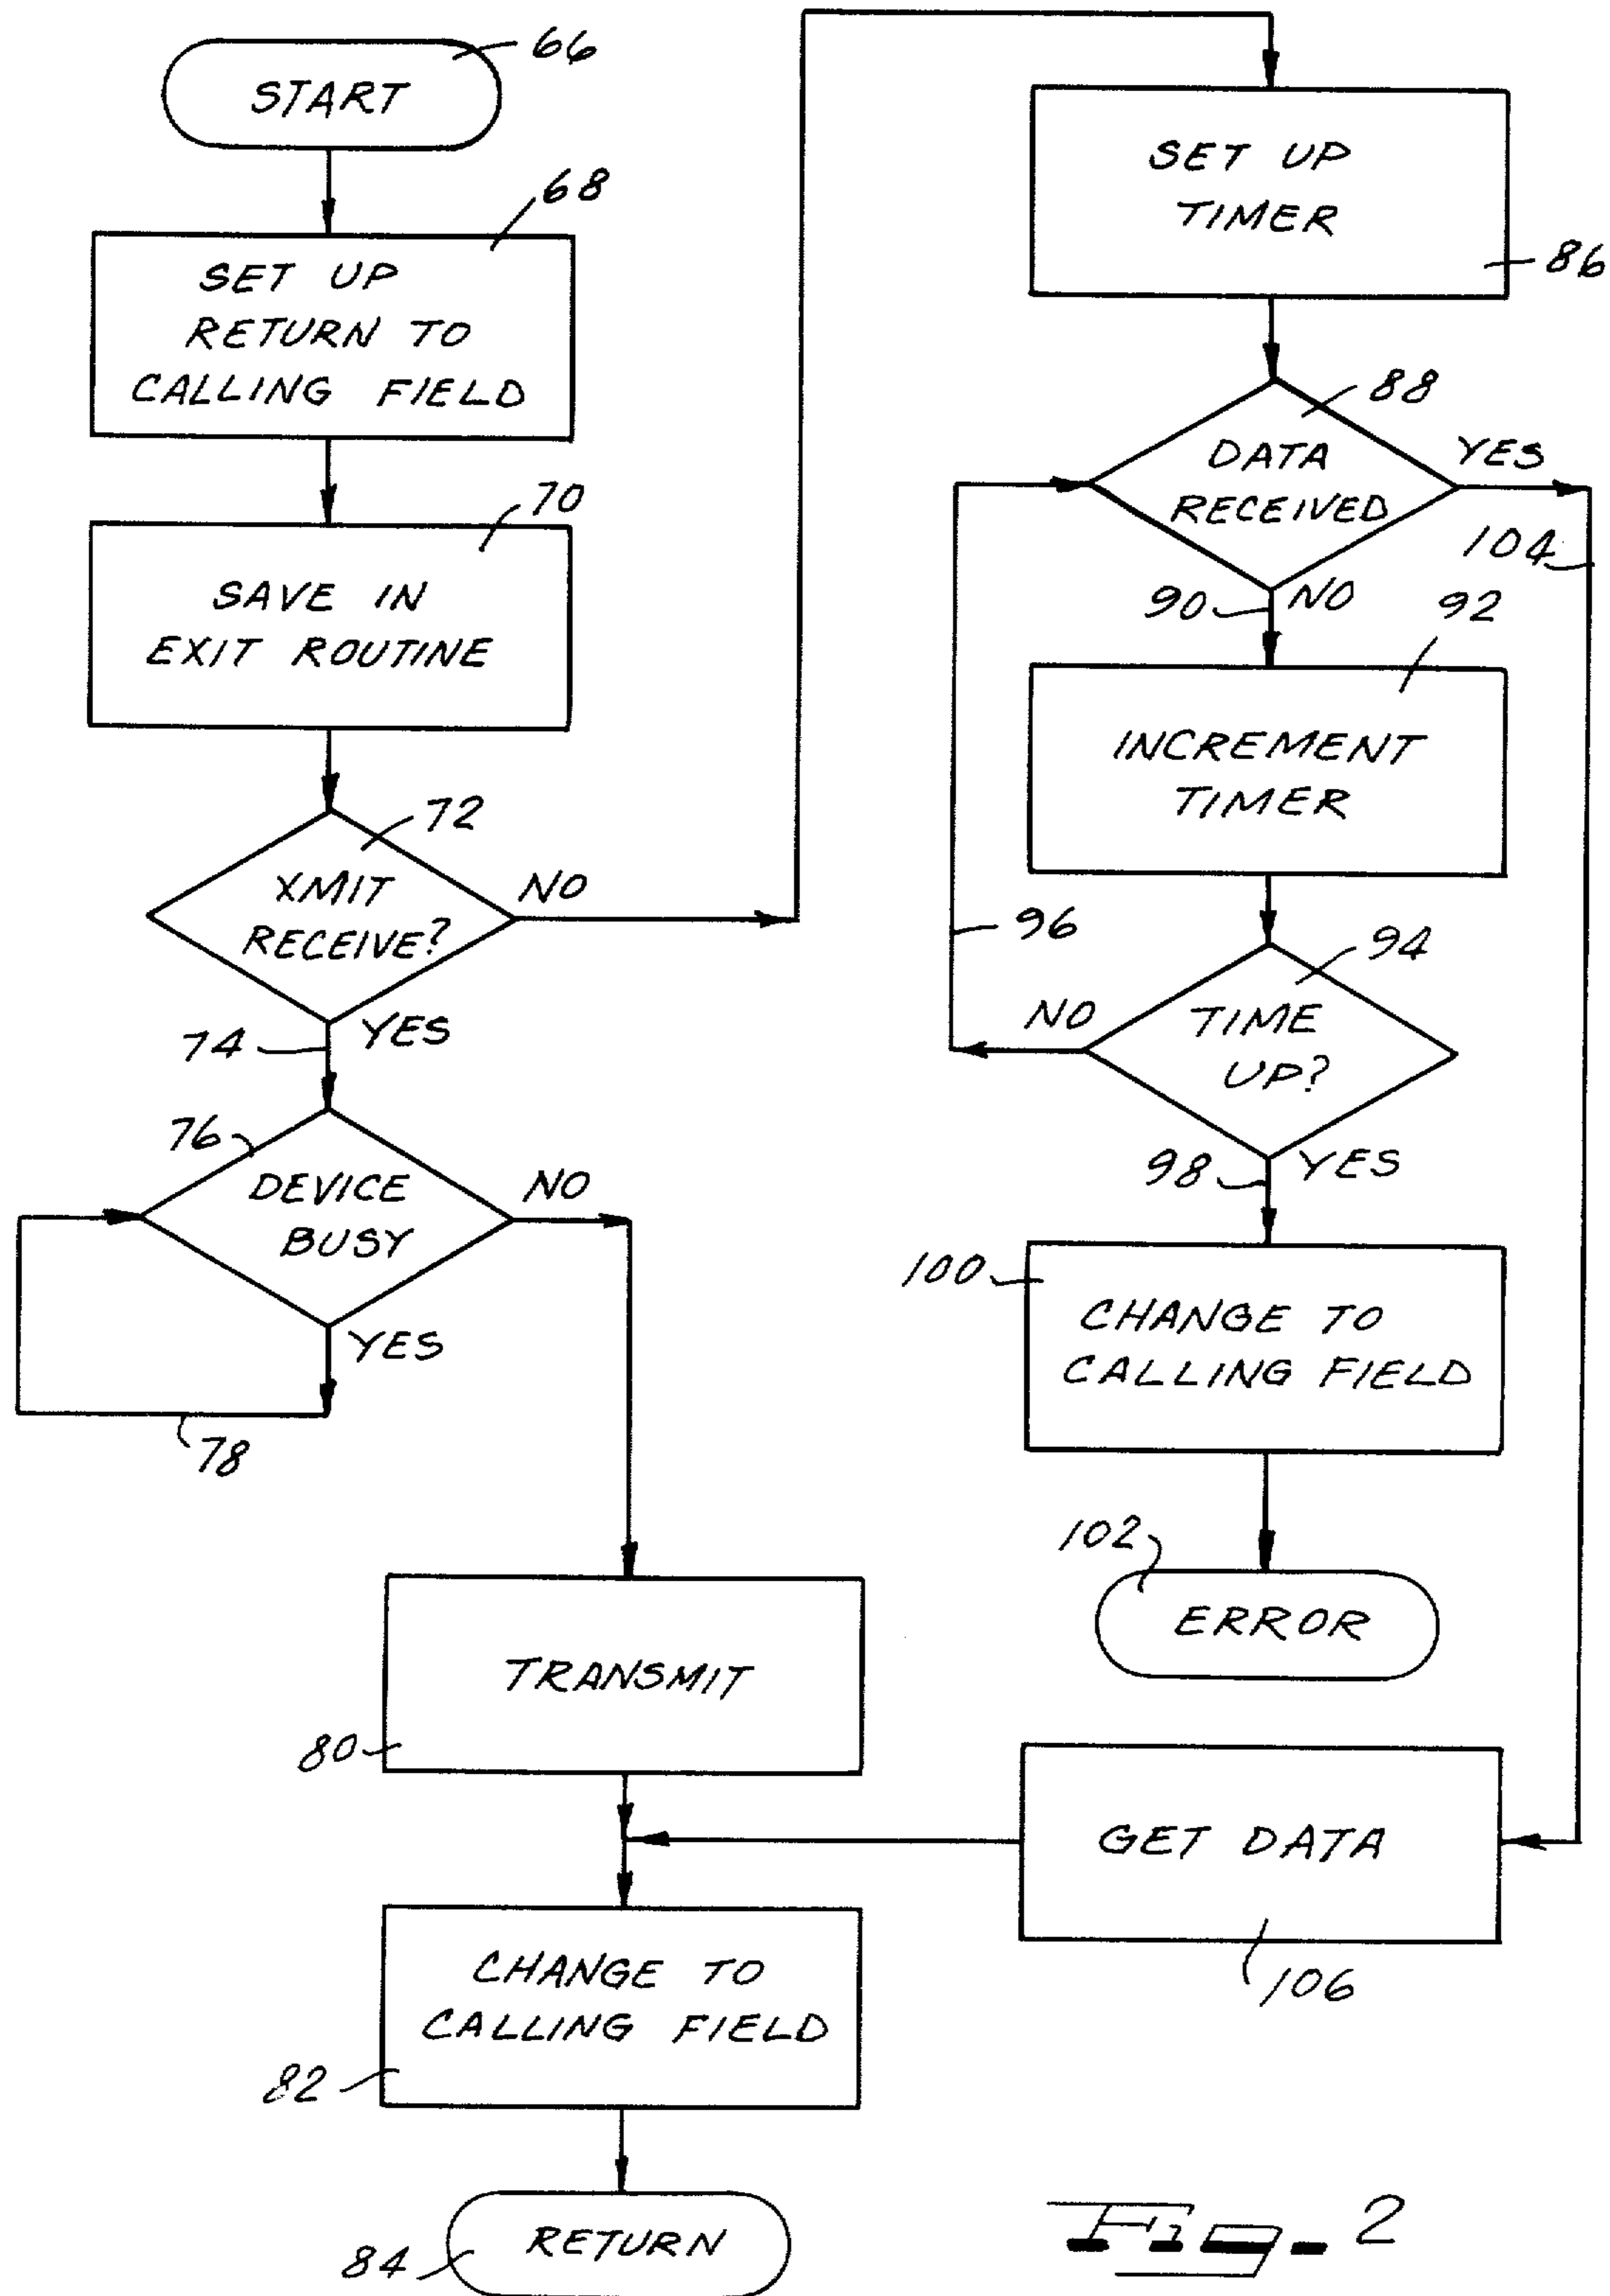 START
66
SET UP
RETURN TO
CALLING FIELD
68
SAVE IN
EXIT ROUTINE
70
XMIT
RECEIVE?
72
NO
YES
74
DEVICE
BUSY
76
NO
YES
78
TRANSMIT
80
CHANGE TO
CALLING FIELD
82
RETURN
84
SET UP
TIMER
86
DATA
RECEIVED
88
YES
104
90
NO
INCREMENT
TIMER
92
TIME
UP?
94
NO
96
98
YES
CHANGE TO
CALLING FIELD
100
ERROR
102
GET DATA
106
Fig-2